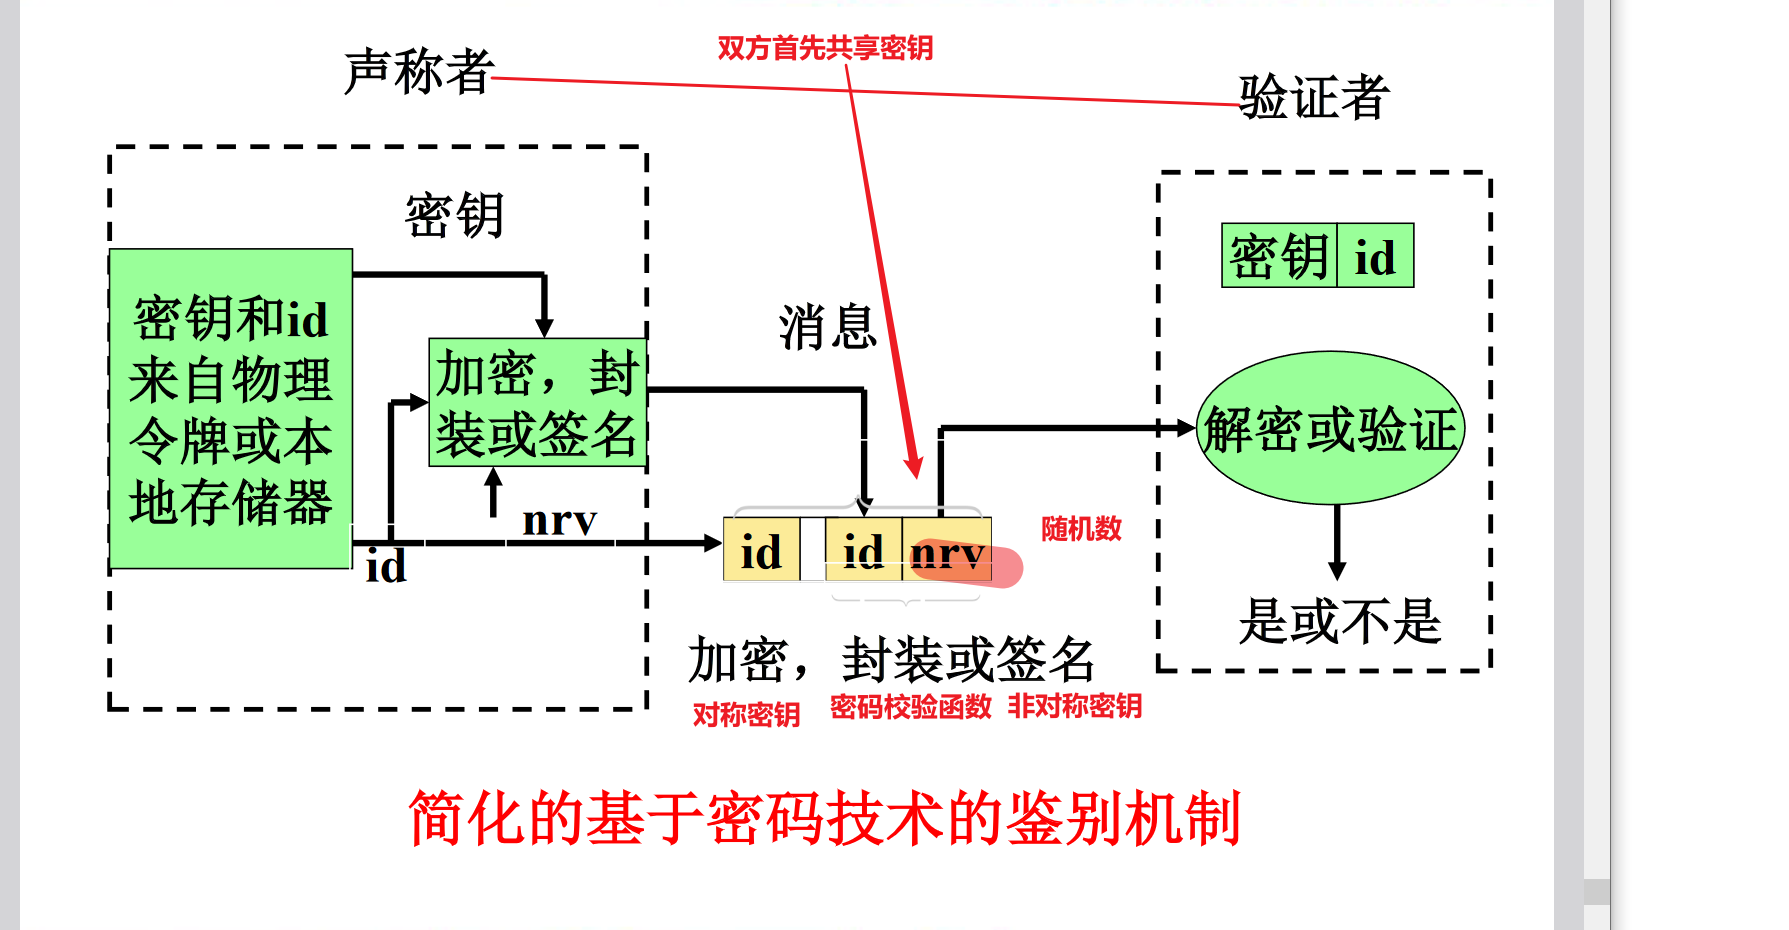 双方首先共享密钥
声称者
验证者
密钥
密钥和id
来自物理
令牌或本
地存储器
加密，封
装或签名
nrv
id
消息
id
id
nrv
随机数
密钥
id
解密或验证
是或不是
加密，封装或签名
对称密钥
密码校验函数
非对称密钥
简化的基于密码技术的鉴别机制